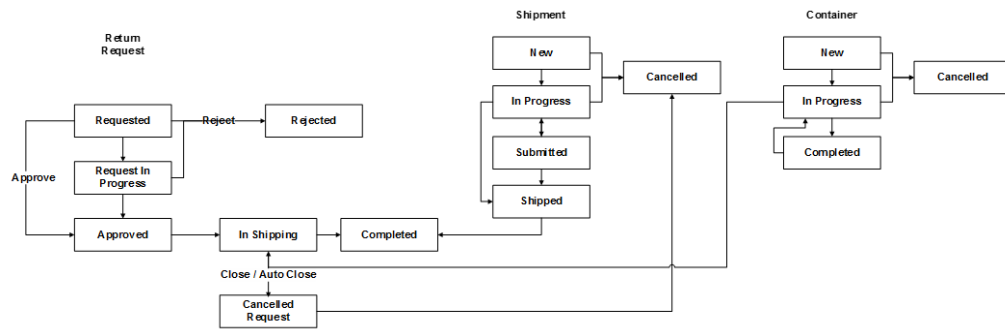 Shipment
Container
Return
Request
New
New
Cancelled
Cancelled
In Progress
In Progress
Requested
Reject
Rejected
Submitted
Completed
Request In
Progress
Approve
Shipped
Approved
In Shipping
Completed
Close / Auto Close
Cancelled
Request